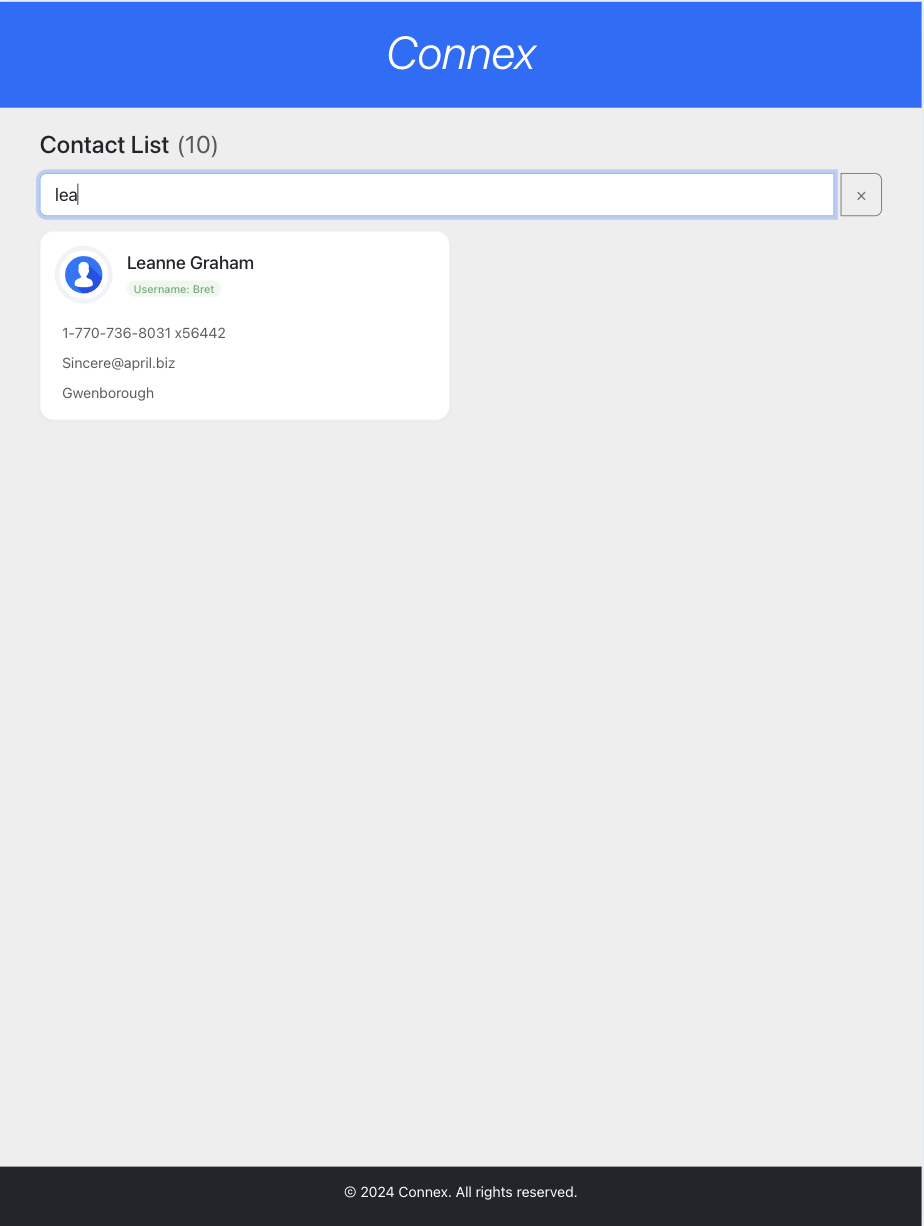 Connex
Contact List (10)
lea
×
Leanne Graham
Username: Bret
1-770-736-8031 x56442
Sincere@april.biz
Gwenborough
© 2024 Connex. All rights reserved.